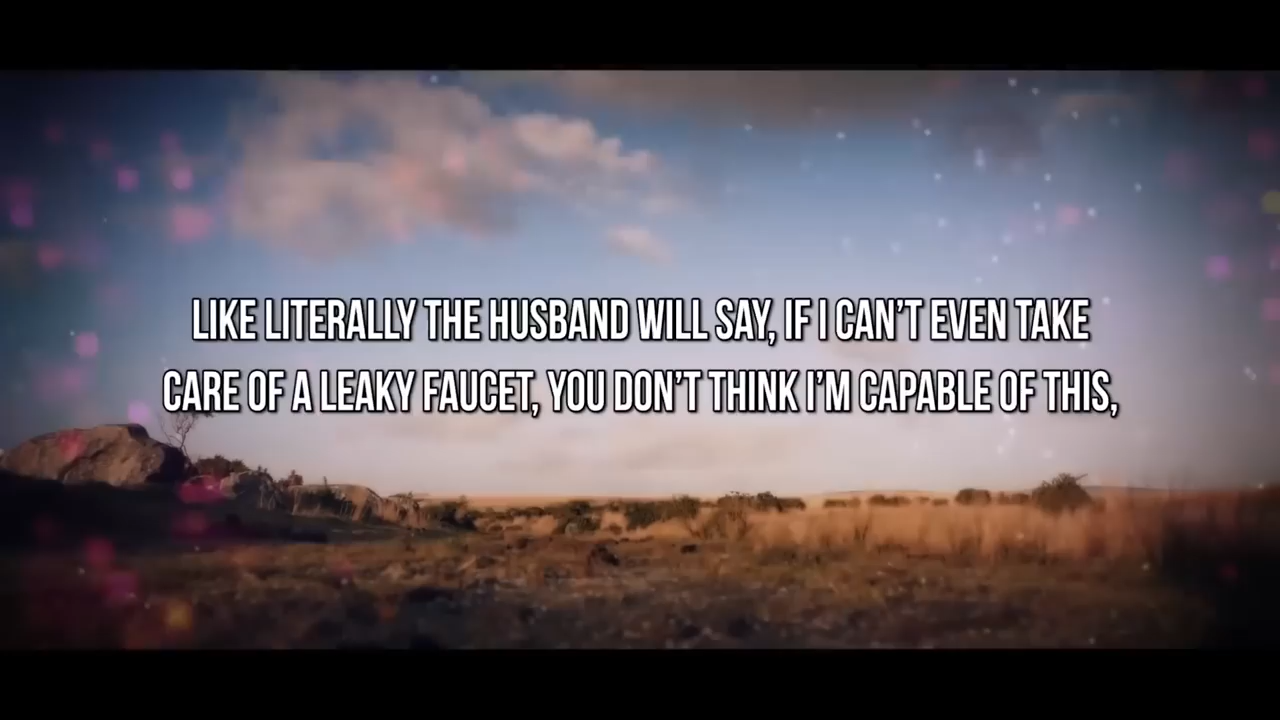 LIKE LITERALLY THE HUSBAND WILL SAY, IF I CAN’T EVEN TAKE
CARE OF A LEAKY FAUCET, YOU DON’T THINK I’M CAPABLE OF THIS,